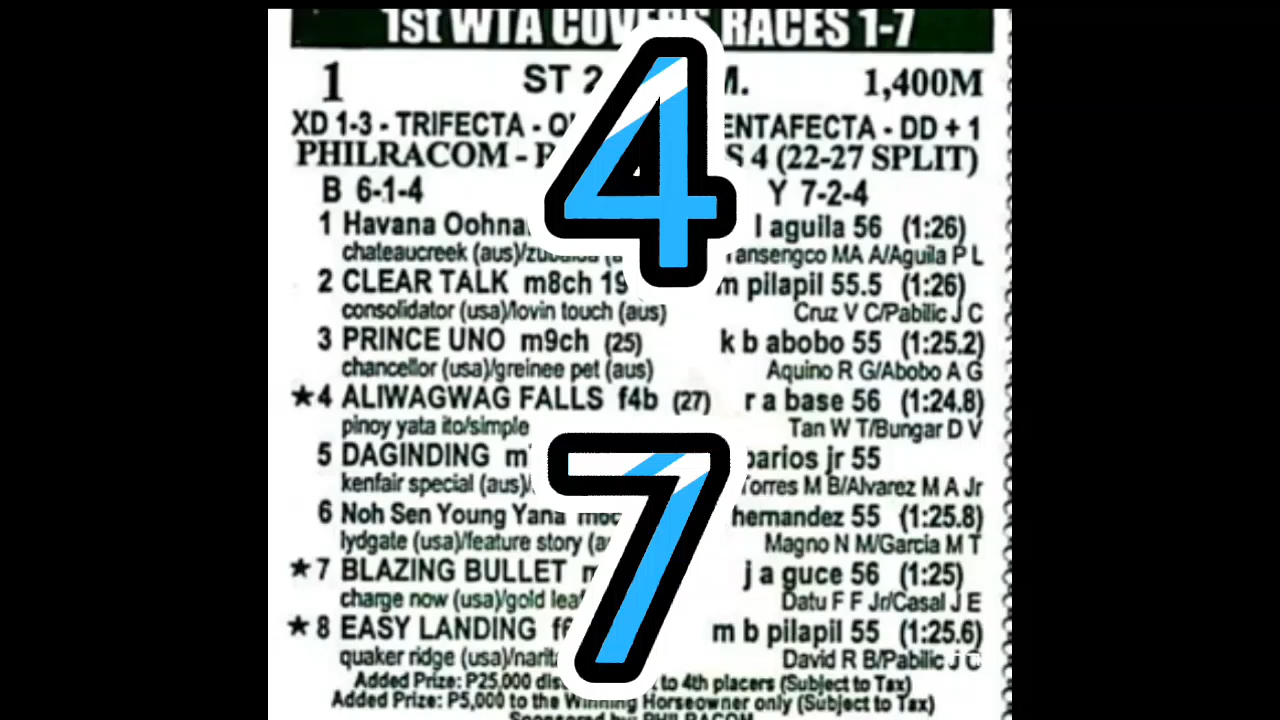 1st WTA COVERS RACES 1-7
1 ST 2 M. 1,400M
XD 1-3 - TRIFECTA - ENTAFECTA - DD + 1
PHILRACOM - S 4 (22-27 SPLIT)
B 6-1-4 Y 7-2-4
1 Havana Oohna l aguila 56 (1:26)
chateaucreek (aus)/ Tansengco MA A/Aguila P L
2 CLEAR TALK m8ch 19 m pilapil 55.5 (1:26)
consolidator (usa)/lovin touch (aus) Cruz V C/Pabilic J C
3 PRINCE UNO m9ch (25) k b abobo 55 (1:25.2)
chancellor (usa)/greinee pet (aus) Aquino R G/Abobo A G
★4 ALIWAGWAG FALLS f4b (27) r a base 56 (1:24.8)
pinoy yata ito/simple Tan W T/Bungar D V
5 DAGINDING m barios jr 55
kenfair special (aus)/ Torres M B/Alvarez M A Jr
6 Noh Sen Young Yana hernandez 55 (1:25.8)
lydgate (usa)/feature story Magno N M/Garcia M T
★7 BLAZING BULLET j a guce 56 (1:25)
charge now (usa)/gold leaf Datu F F Jr/Casal J E
★8 EASY LANDING m b pilapil 55 (1:25.6)
quaker ridge (usa)/ David R B/Pabilic J C
Added Prize: P25,000 to 4th placers (Subject to Tax)
Added Prize: P5,000 to the Winning Horseowner only (Subject to Tax)
Sponsored by: PHILRACOM
4
7